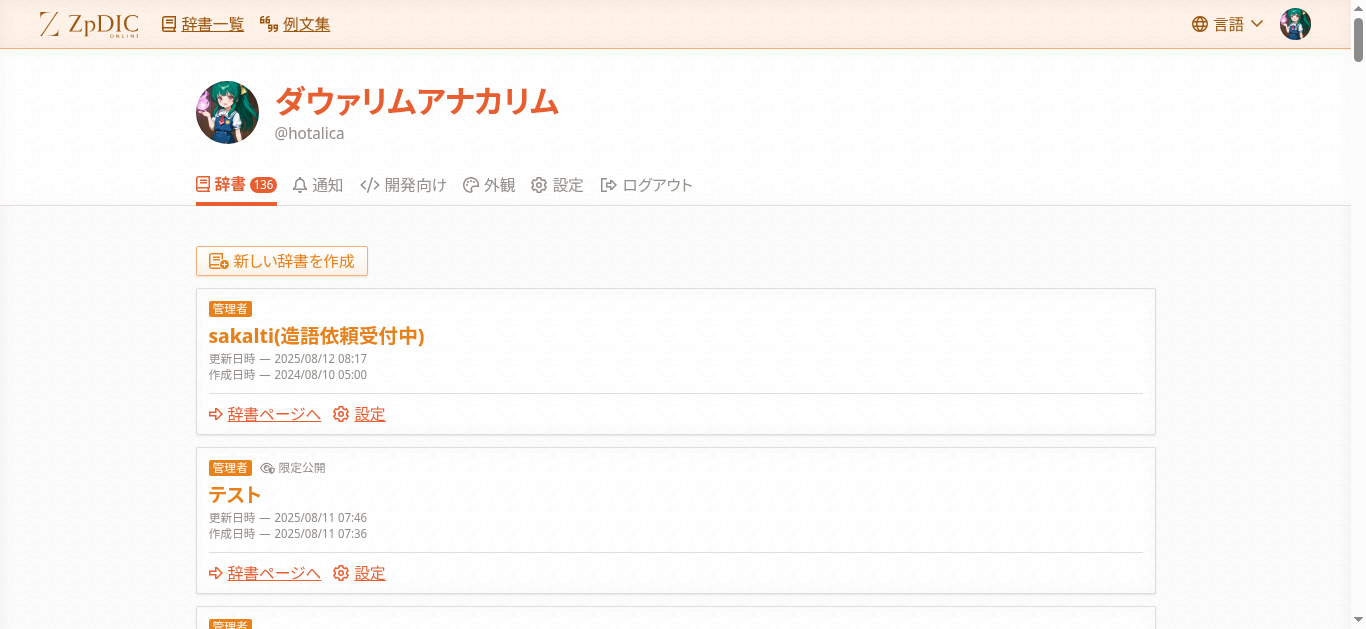 ZpDIC ONLINE 辞書一覧 例文集 言語
ダウァリムアナカリム
@hotalica
辞書 136 通知 開発向け 外観 設定 ログアウト
新しい辞書を作成
管理者
sakalti(造語依頼受付中)
更新日時 — 2025/08/12 08:17
作成日時 — 2024/08/10 05:00
辞書ページへ 設定
管理者 限定公開
テスト
更新日時 — 2025/08/11 07:46
作成日時 — 2025/08/11 07:36
辞書ページへ 設定
管理者